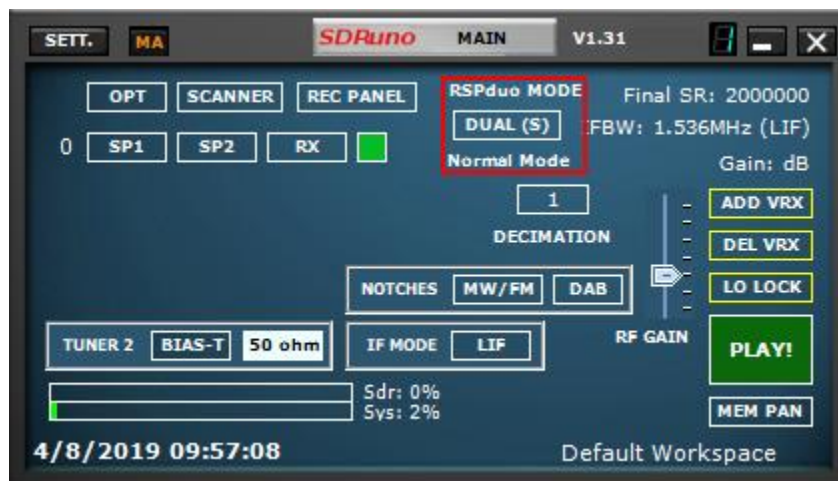 SETT. MA SDRuno MAIN V1.31
OPT SCANNER REC PANEL RSPduo MODE Final SR: 2000000
DUAL (S) IFBW: 1.536MHz (LIF)
0 SP1 SP2 RX Normal Mode Gain: dB
1 ADD VRX
DECIMATION DEL VRX
NOTCHES MW/FM DAB LO LOCK
TUNER 2 BIAS-T 50 ohm IF MODE LIF RF GAIN PLAY!
Sdr: 0%
Sys: 2% MEM PAN
4/8/2019 09:57:08 Default Workspace